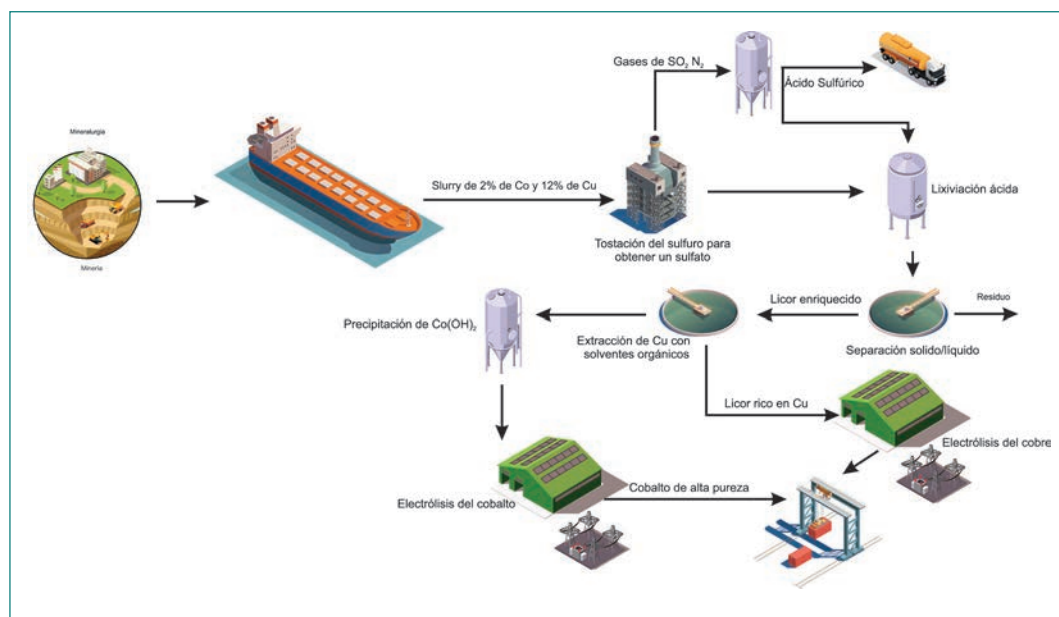 Mineralurgia
Minería
Slurry de 2% de Co y 12% de Cu
Gases de SO₂ N₂
Ácido Sulfúrico
Tostación del sulfuro para
obtener un sulfato
Lixiviación ácida
Residuo
Separación solido/líquido
Licor enriquecido
Extracción de Cu con
solventes orgánicos
Precipitación de Co(OH)₂
Licor rico en Cu
Electrólisis del cobre
Electrólisis del cobalto
Cobalto de alta pureza